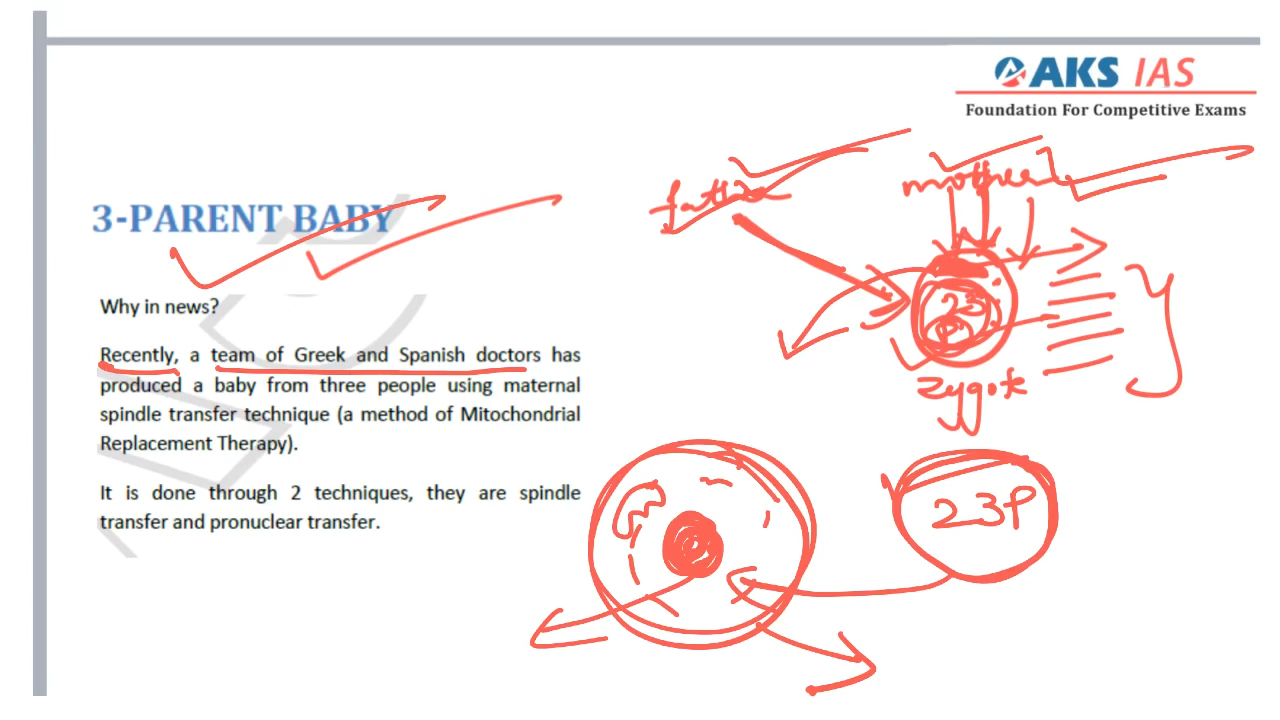 AKS IAS
Foundation For Competitive Exams
3-PARENT BABY
Why in news?
Recently, a team of Greek and Spanish doctors has
produced a baby from three people using maternal
spindle transfer technique (a method of Mitochondrial
Replacement Therapy).
It is done through 2 techniques, they are spindle
transfer and pronuclear transfer.
father
mother
23
P
zygote
23P